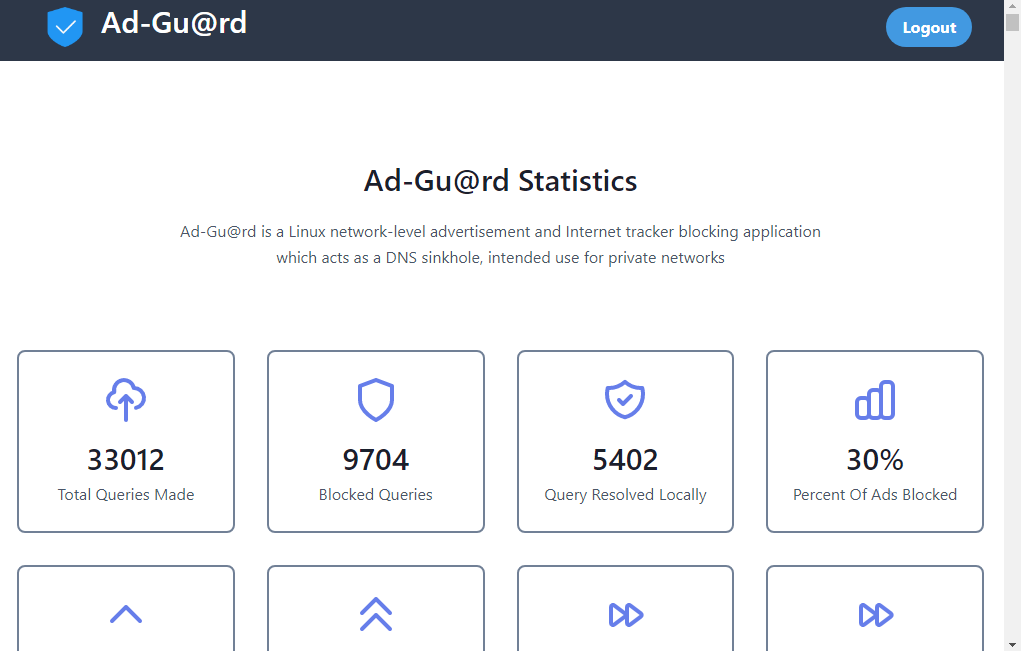 Ad-Gu@rd
Logout
Ad-Gu@rd Statistics
Ad-Gu@rd is a Linux network-level advertisement and Internet tracker blocking application
which acts as a DNS sinkhole, intended use for private networks
33012
Total Queries Made
9704
Blocked Queries
5402
Query Resolved Locally
30%
Percent Of Ads Blocked